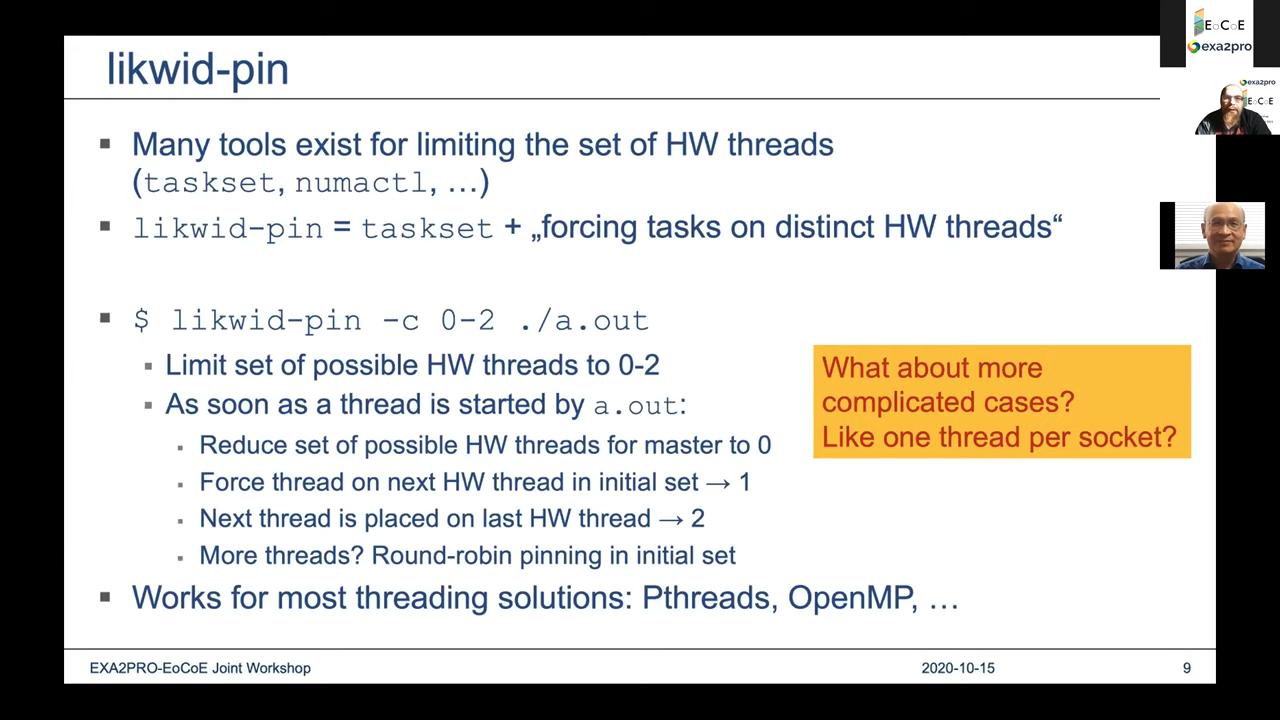 likwid-pin
Many tools exist for limiting the set of HW threads
(taskset, numactl, …)
likwid-pin = taskset + „forcing tasks on distinct HW threads“
$ likwid-pin -c 0-2 ./a.out
Limit set of possible HW threads to 0-2
As soon as a thread is started by a.out:
Reduce set of possible HW threads for master to 0
Force thread on next HW thread in initial set → 1
Next thread is placed on last HW thread → 2
More threads? Round-robin pinning in initial set
Works for most threading solutions: Pthreads, OpenMP, …
What about more
complicated cases?
Like one thread per socket?
EXA2PRO-EoCoE Joint Workshop
2020-10-15
9
EoCoE
exa2pro
exa2pro
EoCoE